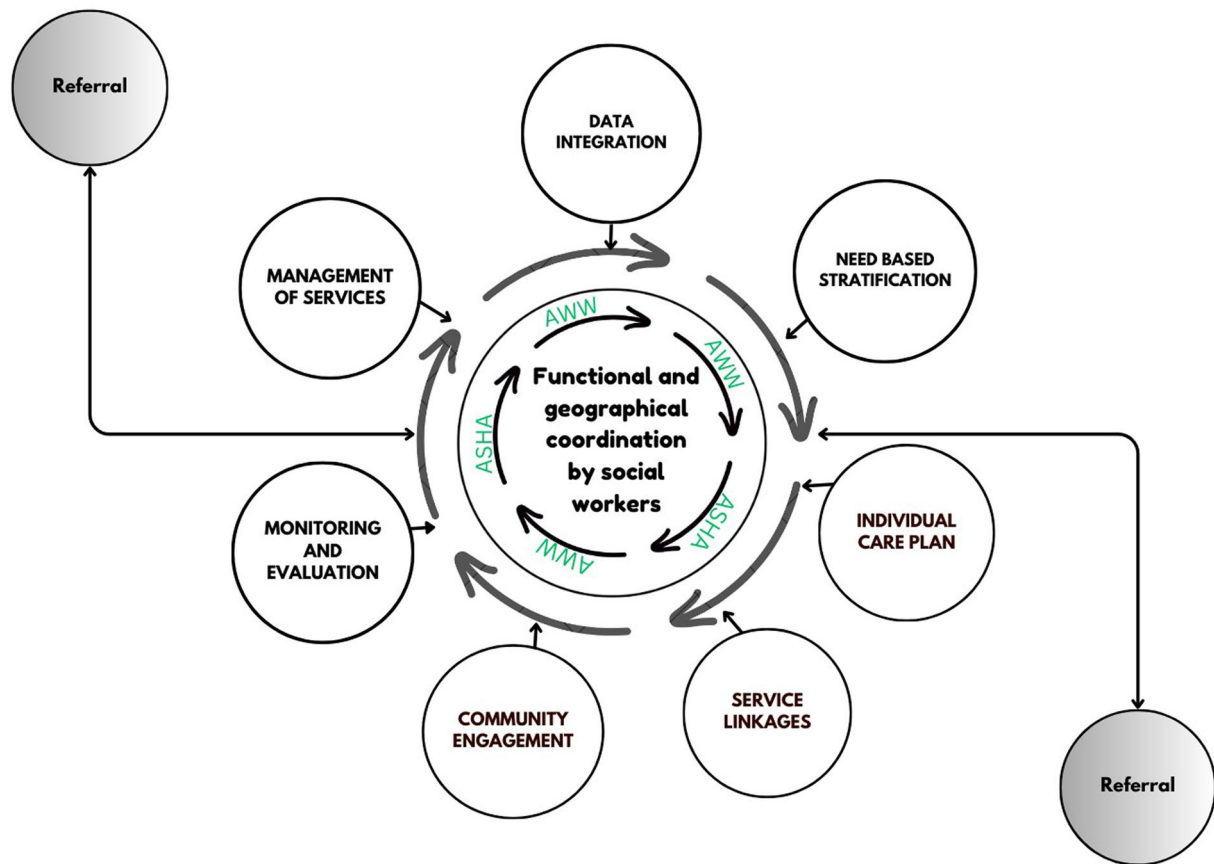 Referral
DATA
INTEGRATION
NEED BASED
STRATIFICATION
MANAGEMENT
OF SERVICES
AWW
AWW
Functional and
geographical
coordination
by social
workers
ASHA
ASHA
AWW
INDIVIDUAL
CARE PLAN
MONITORING
AND
EVALUATION
SERVICE
LINKAGES
COMMUNITY
ENGAGEMENT
Referral